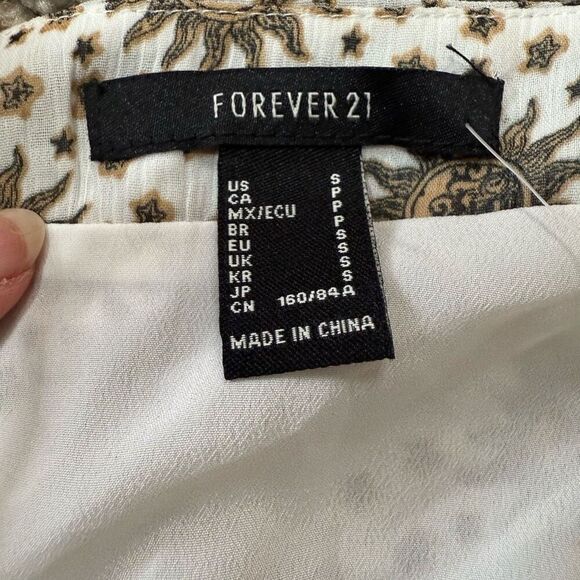 FOREVER 21
US S
CA P
MX/ECU P
BR P
EU S
UK S
KR S
JP S
CN 160/84A
MADE IN CHINA